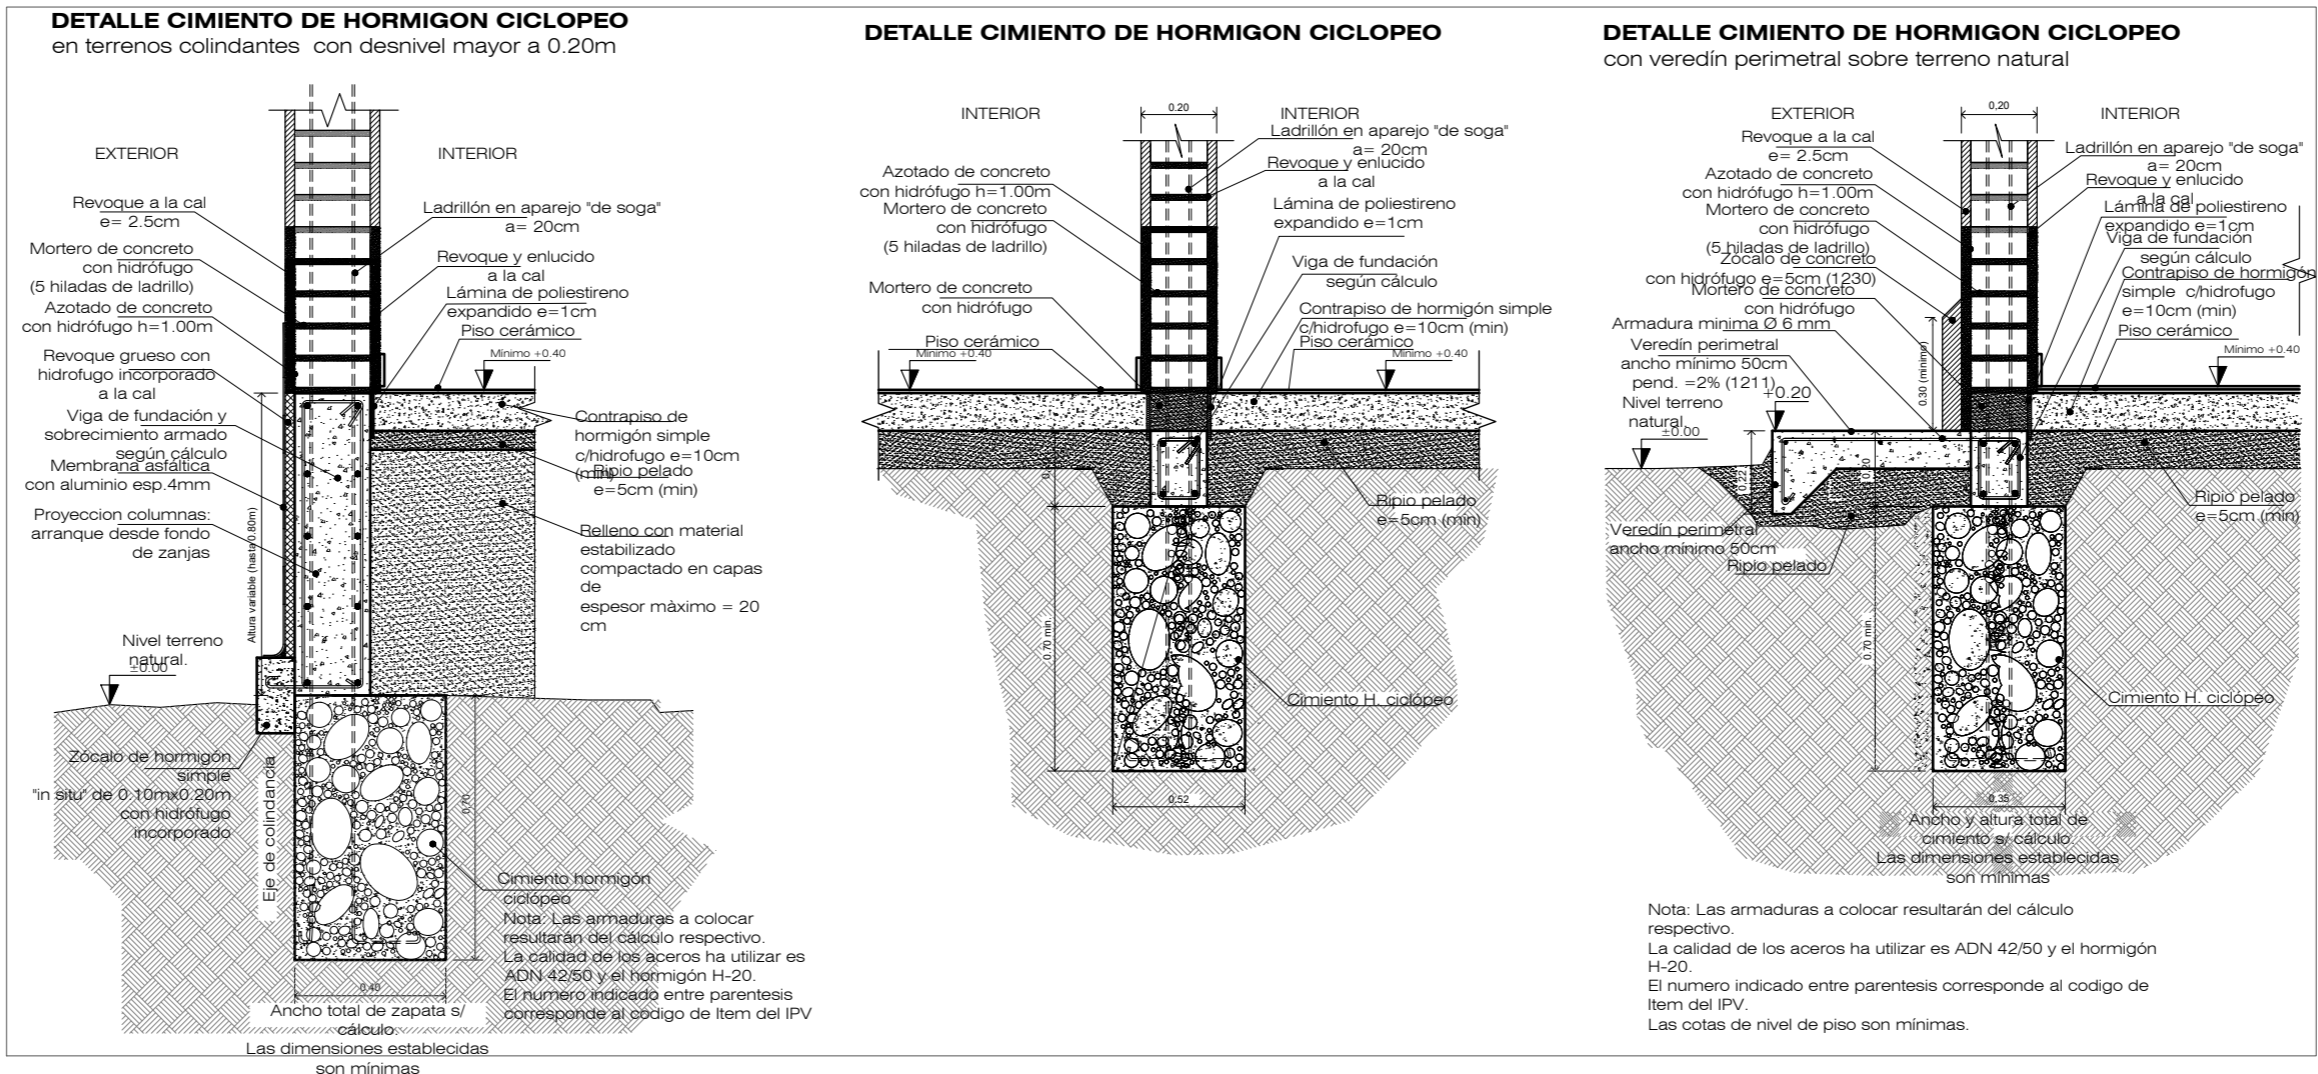 DETALLE CIMIENTO DE HORMIGON CICLOPEO
en terrenos colindantes con desnivel mayor a 0.20m
EXTERIOR
INTERIOR
Revoque a la cal
e= 2.5cm
Mortero de concreto
con hidrófugo
(5 hiladas de ladrillo)
Azotado de concreto
con hidrófugo h=1.00m
Revoque grueso con
hidrofugo incorporado
a la cal
Viga de fundación y
sobrecimiento armado
según cálculo
Membrana asfáltica
con aluminio esp.4mm
Proyeccion columnas:
arranque desde fondo
de zanjas
Altura variable (hasta 0.80m)
Nivel terreno
natural.
±0.00
Zócalo de hormigón
simple
"in situ" de 0.10mx0.20m
con hidrófugo
incorporado
Eje de colindancia
Ladrillón en aparejo "de soga"
a= 20cm
Revoque y enlucido
a la cal
Lámina de poliestireno
expandido e=1cm
Piso cerámico
Mínimo +0.40
Contrapiso de
hormigón simple
c/hidrofugo e=10cm
(min)
Ripio pelado
e=5cm (min)
Relleno con material
estabilizado
compactado en capas
de
espesor màximo = 20
cm
0.70
0.40
Cimiento hormigón
ciclópeo
Nota: Las armaduras a colocar
resultarán del cálculo respectivo.
La calidad de los aceros ha utilizar es
ADN 42/50 y el hormigón H-20.
El numero indicado entre parentesis
corresponde al codigo de Item del IPV
Ancho total de zapata s/
cálculo.
Las dimensiones establecidas
son mínimas
DETALLE CIMIENTO DE HORMIGON CICLOPEO
INTERIOR
0.20
INTERIOR
Azotado de concreto
con hidrófugo h=1.00m
Mortero de concreto
con hidrófugo
(5 hiladas de ladrillo)
Mortero de concreto
con hidrófugo
Piso cerámico
Mínimo +0.40
Ladrillón en aparejo "de soga"
a= 20cm
Revoque y enlucido
a la cal
Lámina de poliestireno
expandido e=1cm
Viga de fundación
según cálculo
Contrapiso de hormigón simple
c/hidrofugo e=10cm (min)
Piso cerámico
Mínimo +0.40
Ripio pelado
e=5cm (min)
0.70 min.
Cimiento H. ciclópeo
0.52
DETALLE CIMIENTO DE HORMIGON CICLOPEO
con veredín perimetral sobre terreno natural
EXTERIOR
0,20
INTERIOR
Revoque a la cal
e= 2.5cm
Azotado de concreto
con hidrófugo h=1.00m
Mortero de concreto
con hidrófugo
(5 hiladas de ladrillo)
Zócalo de concreto
con hidrófugo e=5cm (1230)
Mortero de concreto
con hidrófugo
Armadura minima Ø 6 mm
Veredín perimetral
ancho mínimo 50cm
pend. =2% (1211)
Nivel terreno
natural
±0.00
+0.20
0.30 (minimo)
0.22
0.20
Veredín perimetral
ancho mínimo 50cm
Ripio pelado
Ladrillón en aparejo "de soga"
a= 20cm
Revoque y enlucido
a la cal
Lámina de poliestireno
expandido e=1cm
Viga de fundación
según cálculo
Contrapiso de hormigón
simple c/hidrofugo
e=10cm (min)
Piso cerámico
Mínimo +0.40
Ripio pelado
e=5cm (min)
0.70 min.
Cimiento H. ciclópeo
0.35
Ancho y altura total de
cimiento s/ cálculo.
Las dimensiones establecidas
son mínimas
Nota: Las armaduras a colocar resultarán del cálculo
respectivo.
La calidad de los aceros ha utilizar es ADN 42/50 y el hormigón
H-20.
El numero indicado entre parentesis corresponde al codigo de
Item del IPV.
Las cotas de nivel de piso son mínimas.